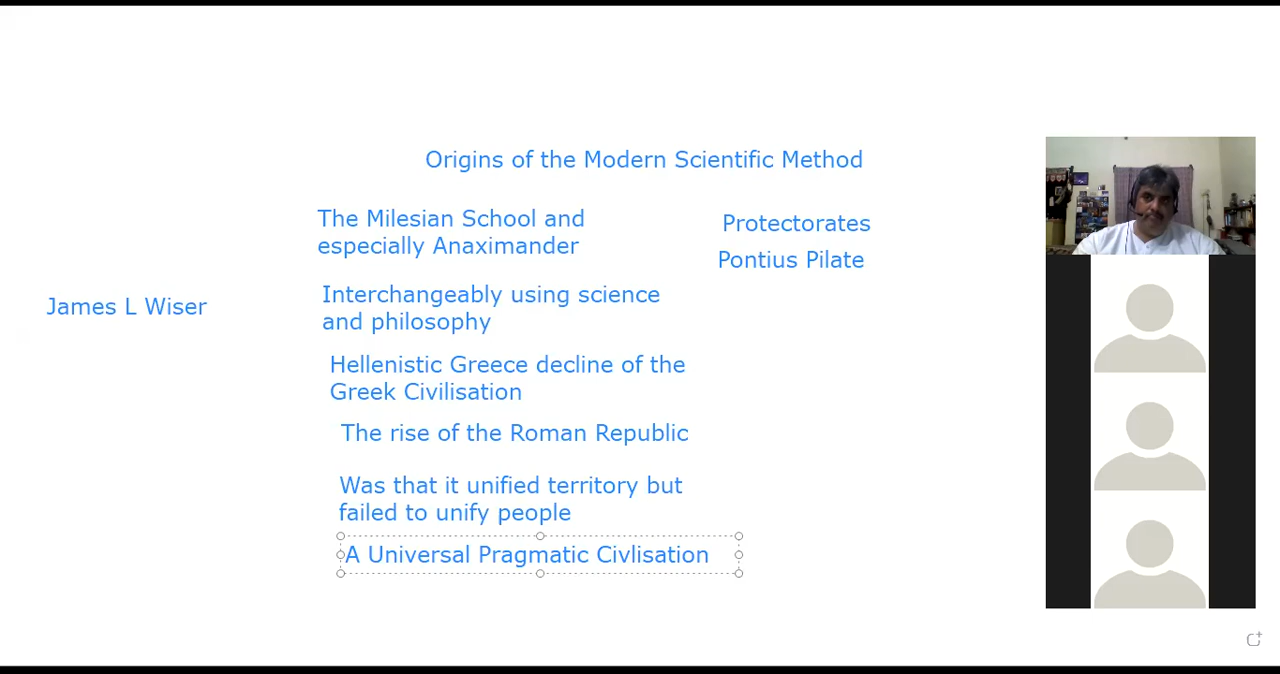 Origins of the Modern Scientific Method
The Milesian School and
especially Anaximander
Protectorates
Pontius Pilate
James L Wiser
Interchangeably using science
and philosophy
Hellenistic Greece decline of the
Greek Civilisation
The rise of the Roman Republic
Was that it unified territory but
failed to unify people
A Universal Pragmatic Civlisation